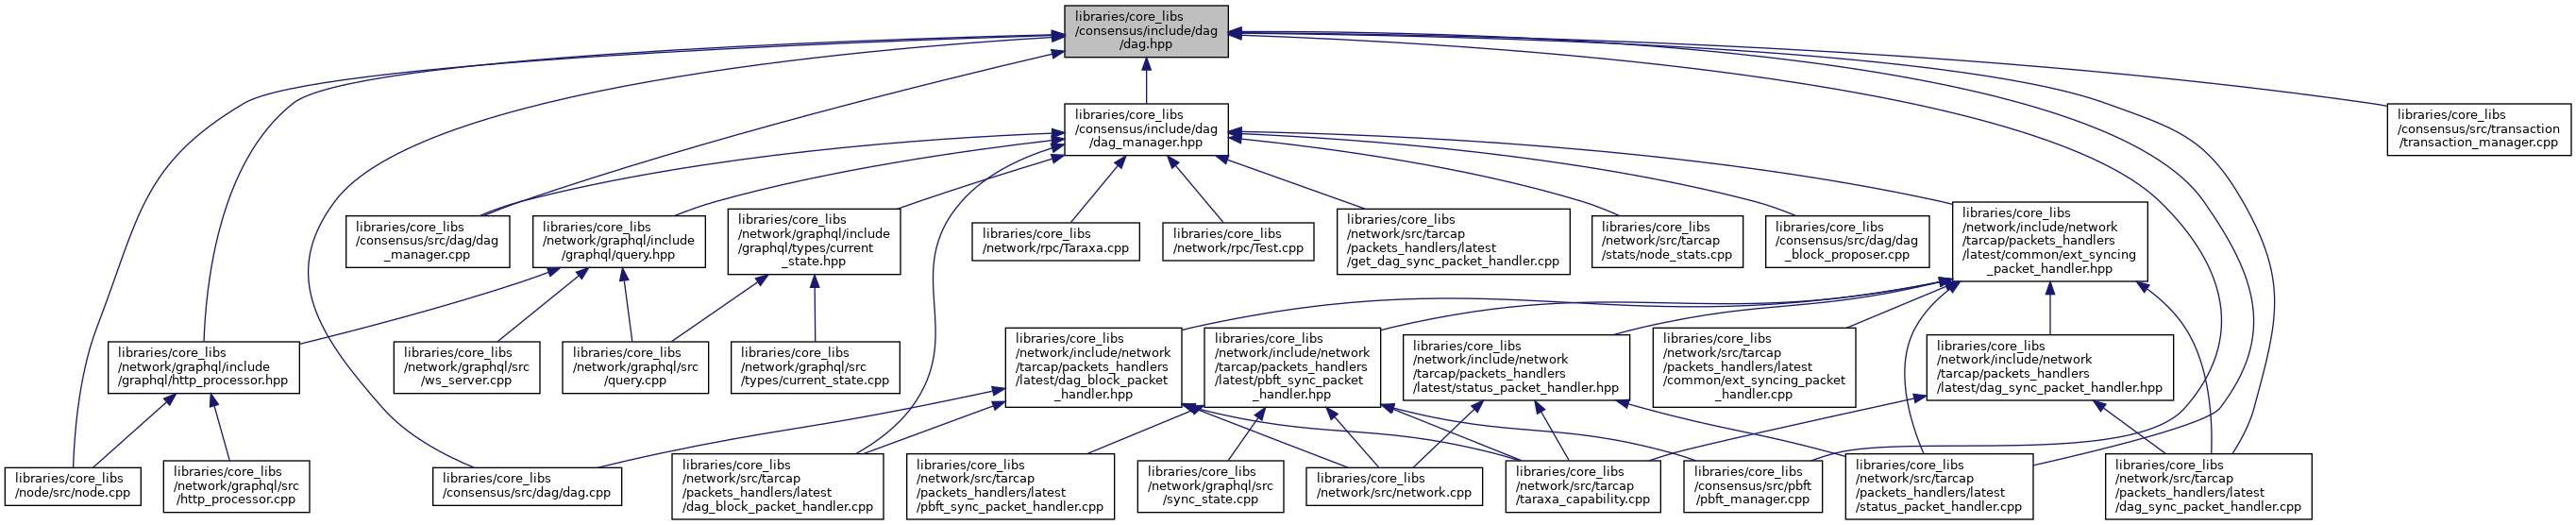 libraries/core_libs
/consensus/include/dag
/dag.hpp
libraries/core_libs
/consensus/include/dag
/dag_manager.hpp
libraries/core_libs
/consensus/src/transaction
/transaction_manager.cpp
libraries/core_libs
/consensus/src/dag/dag
_manager.cpp
libraries/core_libs
/network/graphql/include
/graphql/query.hpp
libraries/core_libs
/network/graphql/include
/graphql/types/current
_state.hpp
libraries/core_libs
/network/rpc/Taraxa.cpp
libraries/core_libs
/network/rpc/Test.cpp
libraries/core_libs
/network/src/tarcap
/packets_handlers/latest
/get_dag_sync_packet_handler.cpp
libraries/core_libs
/network/src/tarcap
/stats/node_stats.cpp
libraries/core_libs
/consensus/src/dag/dag
_block_proposer.cpp
libraries/core_libs
/network/include/network
/tarcap/packets_handlers
/latest/common/ext_syncing
_packet_handler.hpp
libraries/core_libs
/network/graphql/include
/graphql/http_processor.hpp
libraries/core_libs
/network/graphql/src
/ws_server.cpp
libraries/core_libs
/network/graphql/src
/query.cpp
libraries/core_libs
/network/graphql/src
/types/current_state.cpp
libraries/core_libs
/network/include/network
/tarcap/packets_handlers
/latest/dag_block_packet
_handler.hpp
libraries/core_libs
/network/include/network
/tarcap/packets_handlers
/latest/pbft_sync_packet
_handler.hpp
libraries/core_libs
/network/include/network
/tarcap/packets_handlers
/latest/status_packet_handler.hpp
libraries/core_libs
/network/src/tarcap
/packets_handlers/latest
/common/ext_syncing_packet
_handler.cpp
libraries/core_libs
/network/include/network
/tarcap/packets_handlers
/latest/dag_sync_packet_handler.hpp
libraries/core_libs
/node/src/node.cpp
libraries/core_libs
/network/graphql/src
/http_processor.cpp
libraries/core_libs
/consensus/src/dag/dag.cpp
libraries/core_libs
/network/src/tarcap
/packets_handlers/latest
/dag_block_packet_handler.cpp
libraries/core_libs
/network/src/tarcap
/packets_handlers/latest
/pbft_sync_packet_handler.cpp
libraries/core_libs
/network/graphql/src
/sync_state.cpp
libraries/core_libs
/network/src/network.cpp
libraries/core_libs
/network/src/tarcap
/taraxa_capability.cpp
libraries/core_libs
/consensus/src/pbft
/pbft_manager.cpp
libraries/core_libs
/network/src/tarcap
/packets_handlers/latest
/status_packet_handler.cpp
libraries/core_libs
/network/src/tarcap
/packets_handlers/latest
/dag_sync_packet_handler.cpp